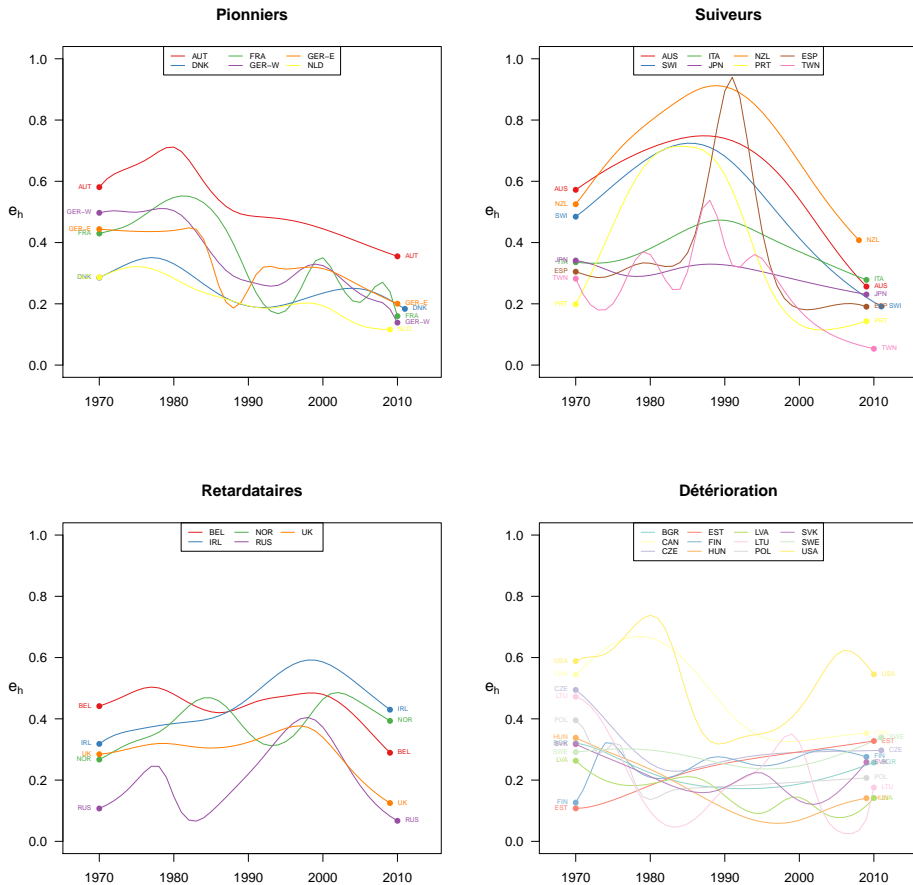 Pionniers
AUT FRA GER-E
DNK GER-W NLD
1.0
0.8
0.6
0.4
0.2
0.0
e_h
AUT
GER-W
GER-E
FRA
DNK
AUT
GER-E
DNK
FRA
GER-W
1970 1980 1990 2000 2010
Suiveurs
AUS ITA NZL ESP
SWI JPN PRT TWN
1.0
0.8
0.6
0.4
0.2
0.0
e_h
AUS
NZL
SWI
JPN
ESP
TWN
PRT
NZL
ITA
AUS
JPN
ESP SWI
PRT
TWN
1970 1980 1990 2000 2010
Retardataires
BEL NOR UK
IRL RUS
1.0
0.8
0.6
0.4
0.2
0.0
e_h
BEL
IRL
UK
NOR
RUS
IRL
NOR
BEL
UK
RUS
1970 1980 1990 2000 2010
Détérioration
BGR EST LVA SVK
CAN FIN LTU SWE
CZE HUN POL USA
1.0
0.8
0.6
0.4
0.2
0.0
e_h
USA
CZE
LTU
POL
HUN
SVK
SWE
LVA
FIN
EST
USA
SWE
EST
CZE
FIN
BGR
POL
LTU
1970 1980 1990 2000 2010